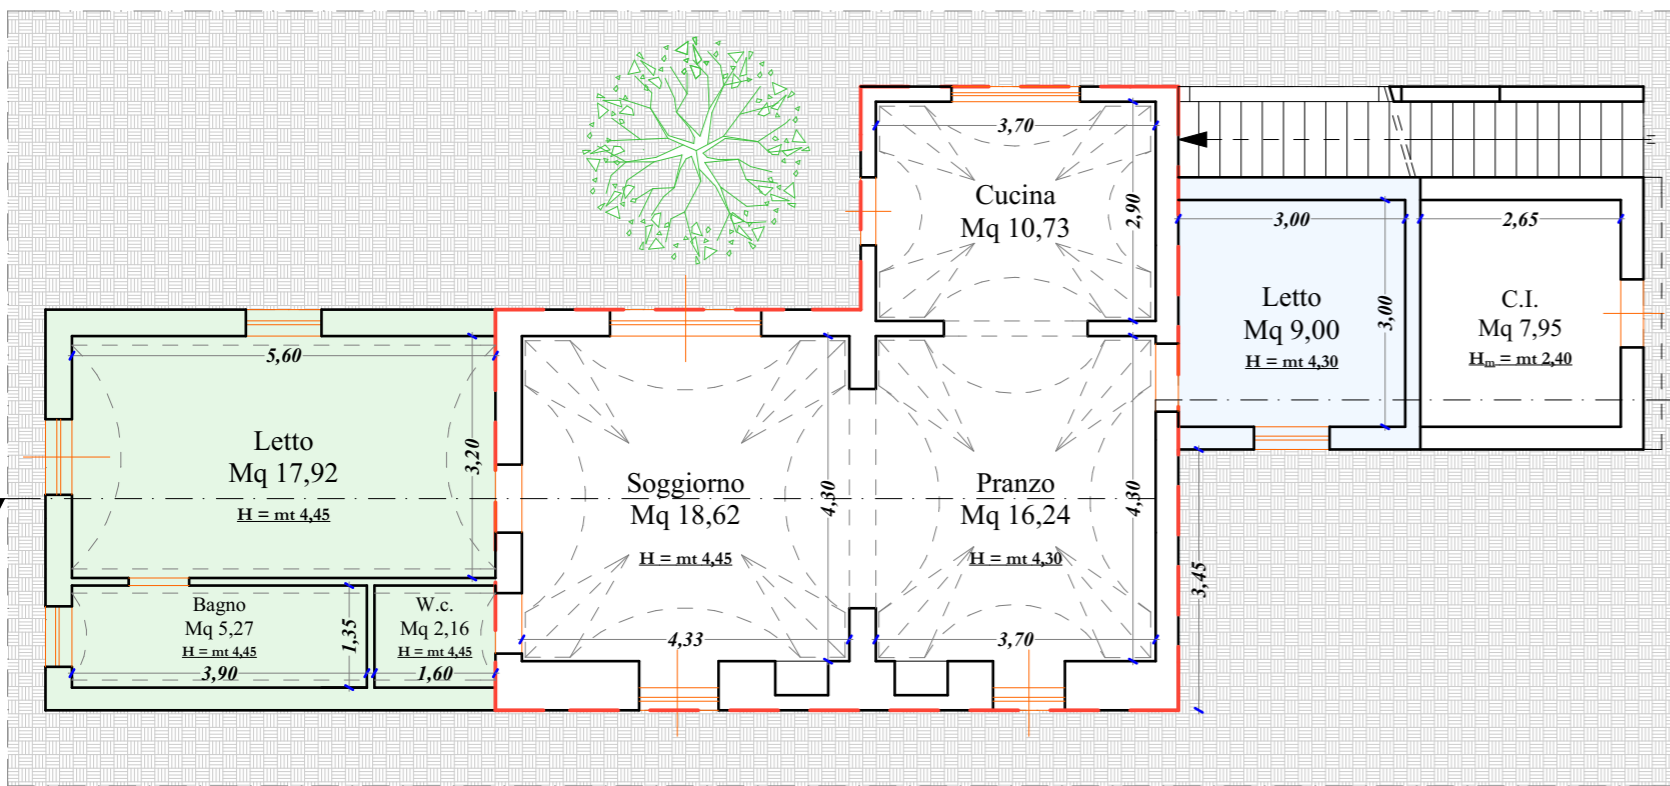 3,70
Cucina
Mq 10,73
2,90
3,00
Letto
Mq 9,00
H = mt 4,30
3,00
2,65
C.I.
Mq 7,95
Hm = mt 2,40
5,60
Letto
Mq 17,92
H = mt 4,45
3,20
Soggiorno
Mq 18,62
H = mt 4,45
4,30
4,33
Pranzo
Mq 16,24
H = mt 4,30
4,30
3,70
3,45
Bagno
Mq 5,27
H = mt 4,45
3,90
1,35
W.c.
Mq 2,16
H = mt 4,45
1,60